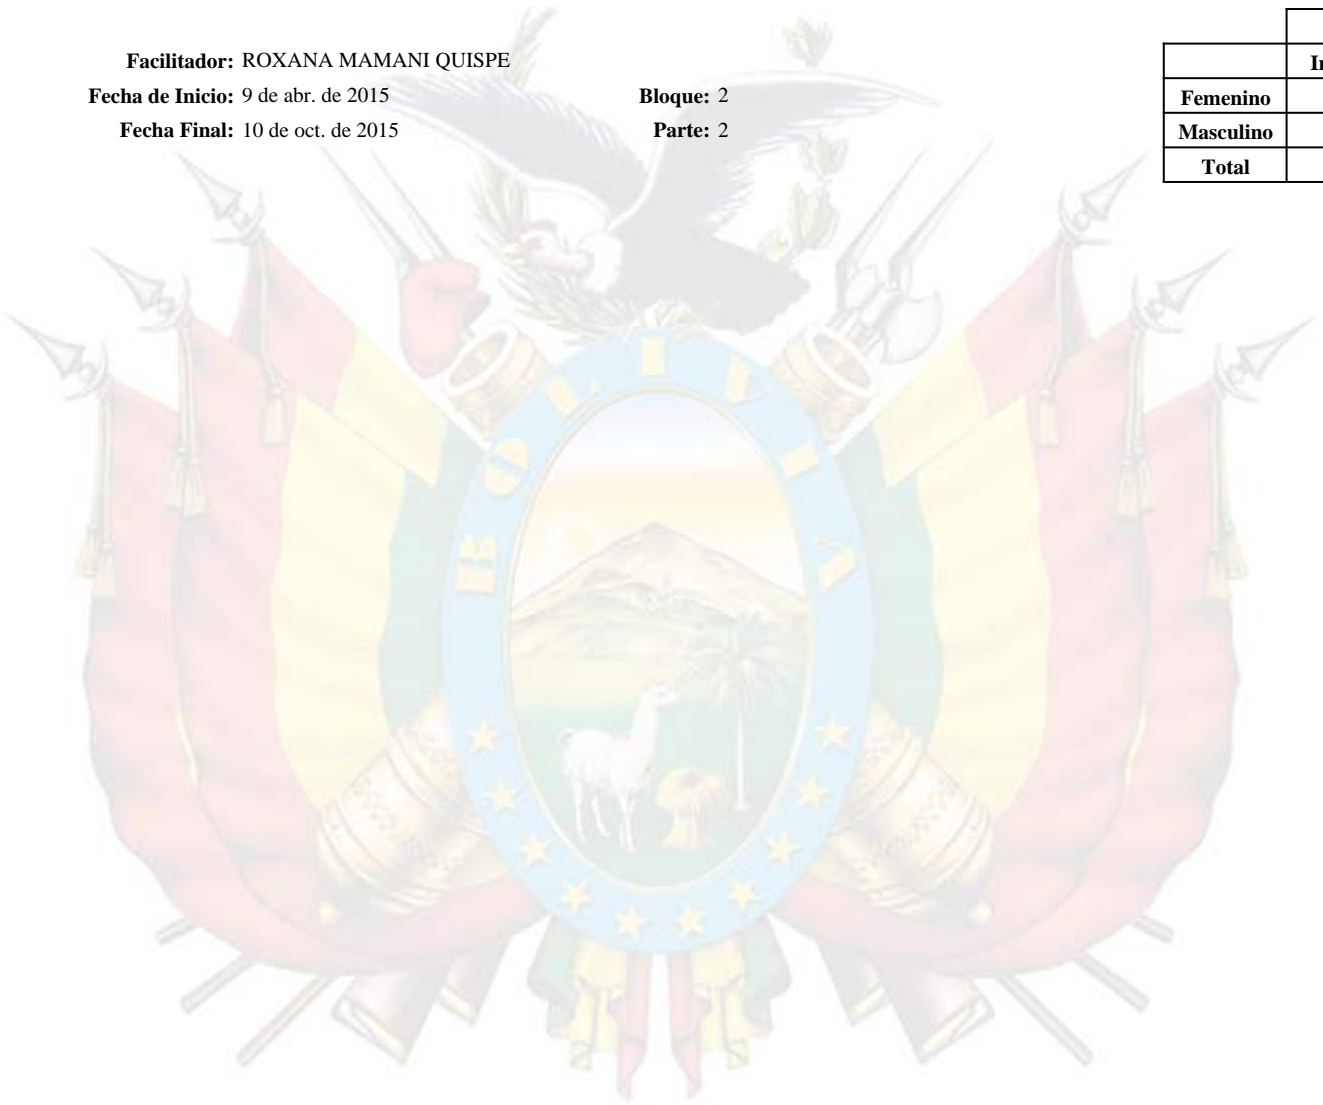 Facilitador: ROXANA MAMANI QUISPE
Fecha de Inicio: 9 de abr. de 2015 Bloque: 2
Fecha Final: 10 de oct. de 2015 Parte: 2
Femenino
Masculino
Total
BOLIVIA